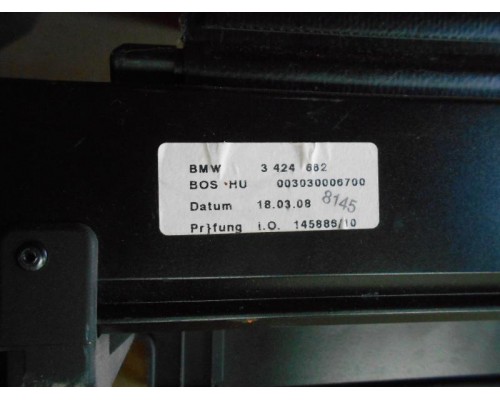 BMW 3 424 662
BOS HU 003030006700
Datum 18.03.08 8145
Pr}fung I.O. 145886/10